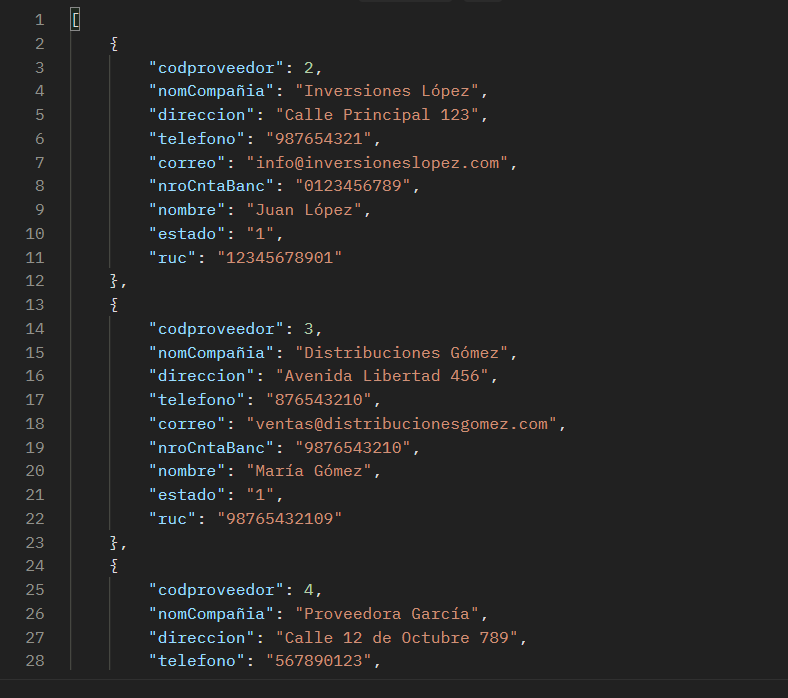 1 [
2 {
3 "codproveedor": 2,
4 "nomCompañia": "Inversiones López",
5 "direccion": "Calle Principal 123",
6 "telefono": "987654321",
7 "correo": "info@inversioneslopez.com",
8 "nroCntaBanc": "0123456789",
9 "nombre": "Juan López",
10 "estado": "1",
11 "ruc": "12345678901"
12 },
13 {
14 "codproveedor": 3,
15 "nomCompañia": "Distribuciones Gómez",
16 "direccion": "Avenida Libertad 456",
17 "telefono": "876543210",
18 "correo": "ventas@distribucionesgomez.com",
19 "nroCntaBanc": "9876543210",
20 "nombre": "María Gómez",
21 "estado": "1",
22 "ruc": "98765432109"
23 },
24 {
25 "codproveedor": 4,
26 "nomCompañia": "Proveedora García",
27 "direccion": "Calle 12 de Octubre 789",
28 "telefono": "567890123",